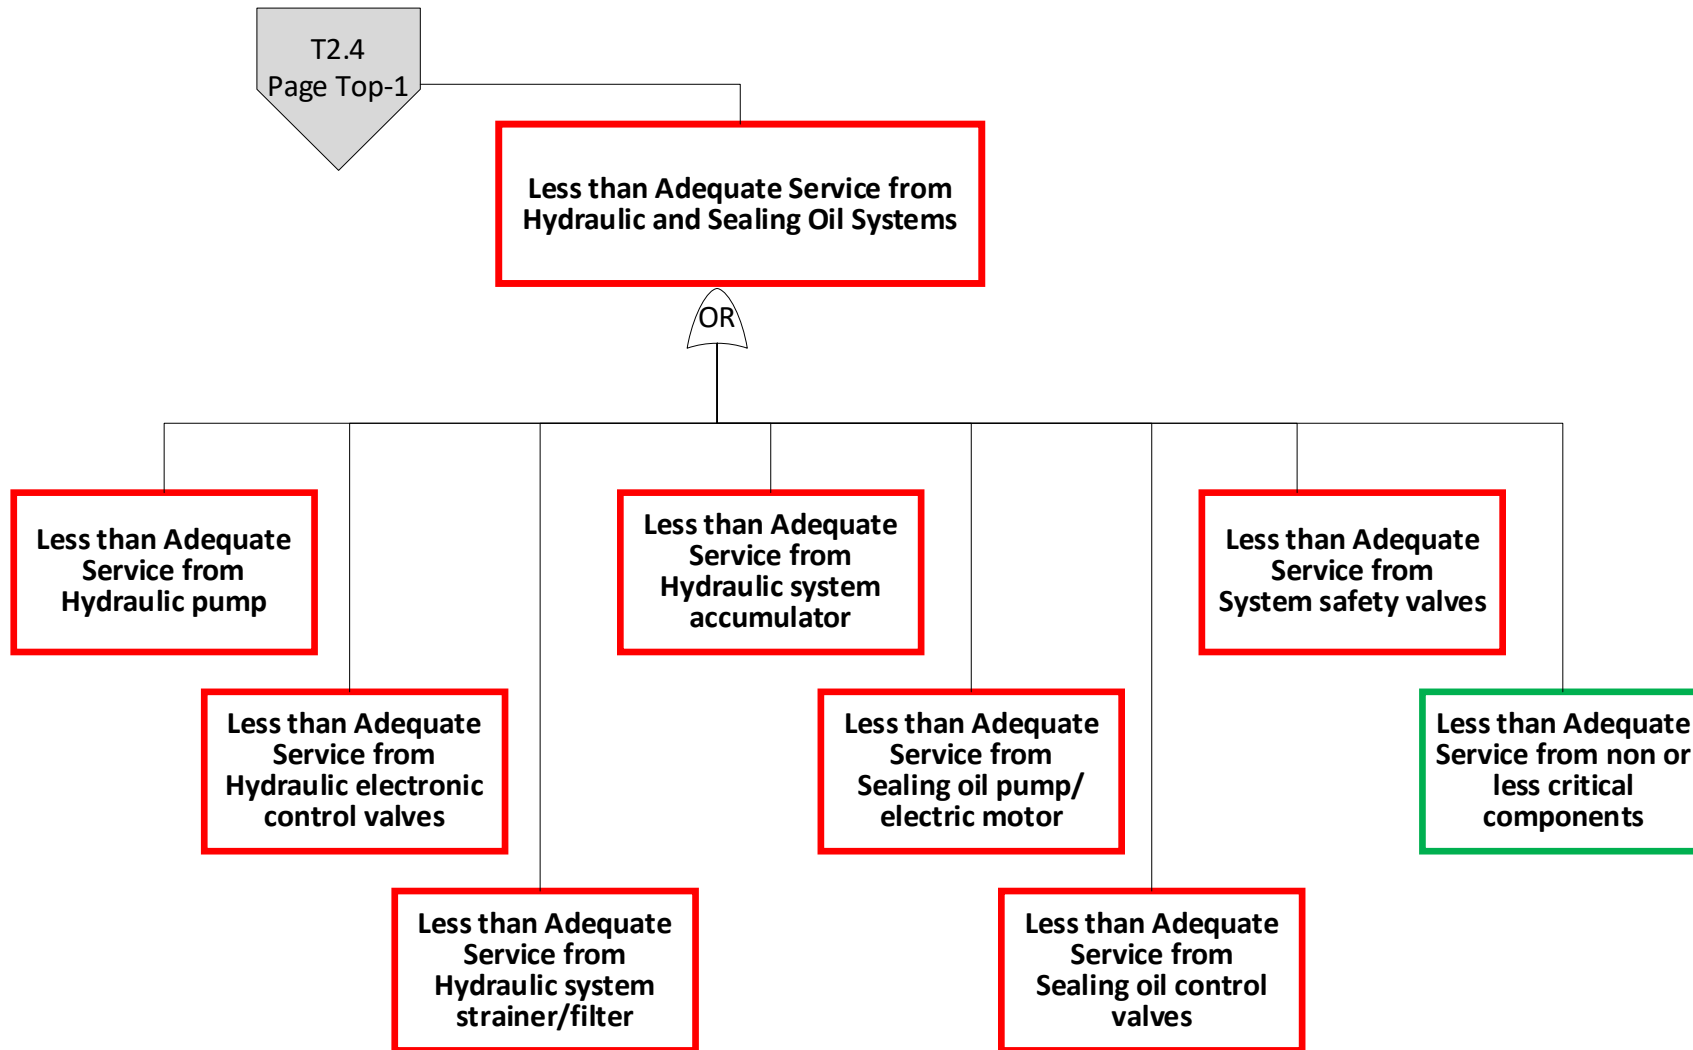 T2.4
Page Top-1
Less than Adequate Service from
Hydraulic and Sealing Oil Systems
OR
Less than Adequate
Service from
Hydraulic pump
Less than Adequate
Service from
Hydraulic system
accumulator
Less than Adequate
Service from
System safety valves
Less than Adequate
Service from
Hydraulic electronic
control valves
Less than Adequate
Service from
Sealing oil pump/
electric motor
Less than Adequate
Service from non or
less critical
components
Less than Adequate
Service from
Hydraulic system
strainer/filter
Less than Adequate
Service from
Sealing oil control
valves